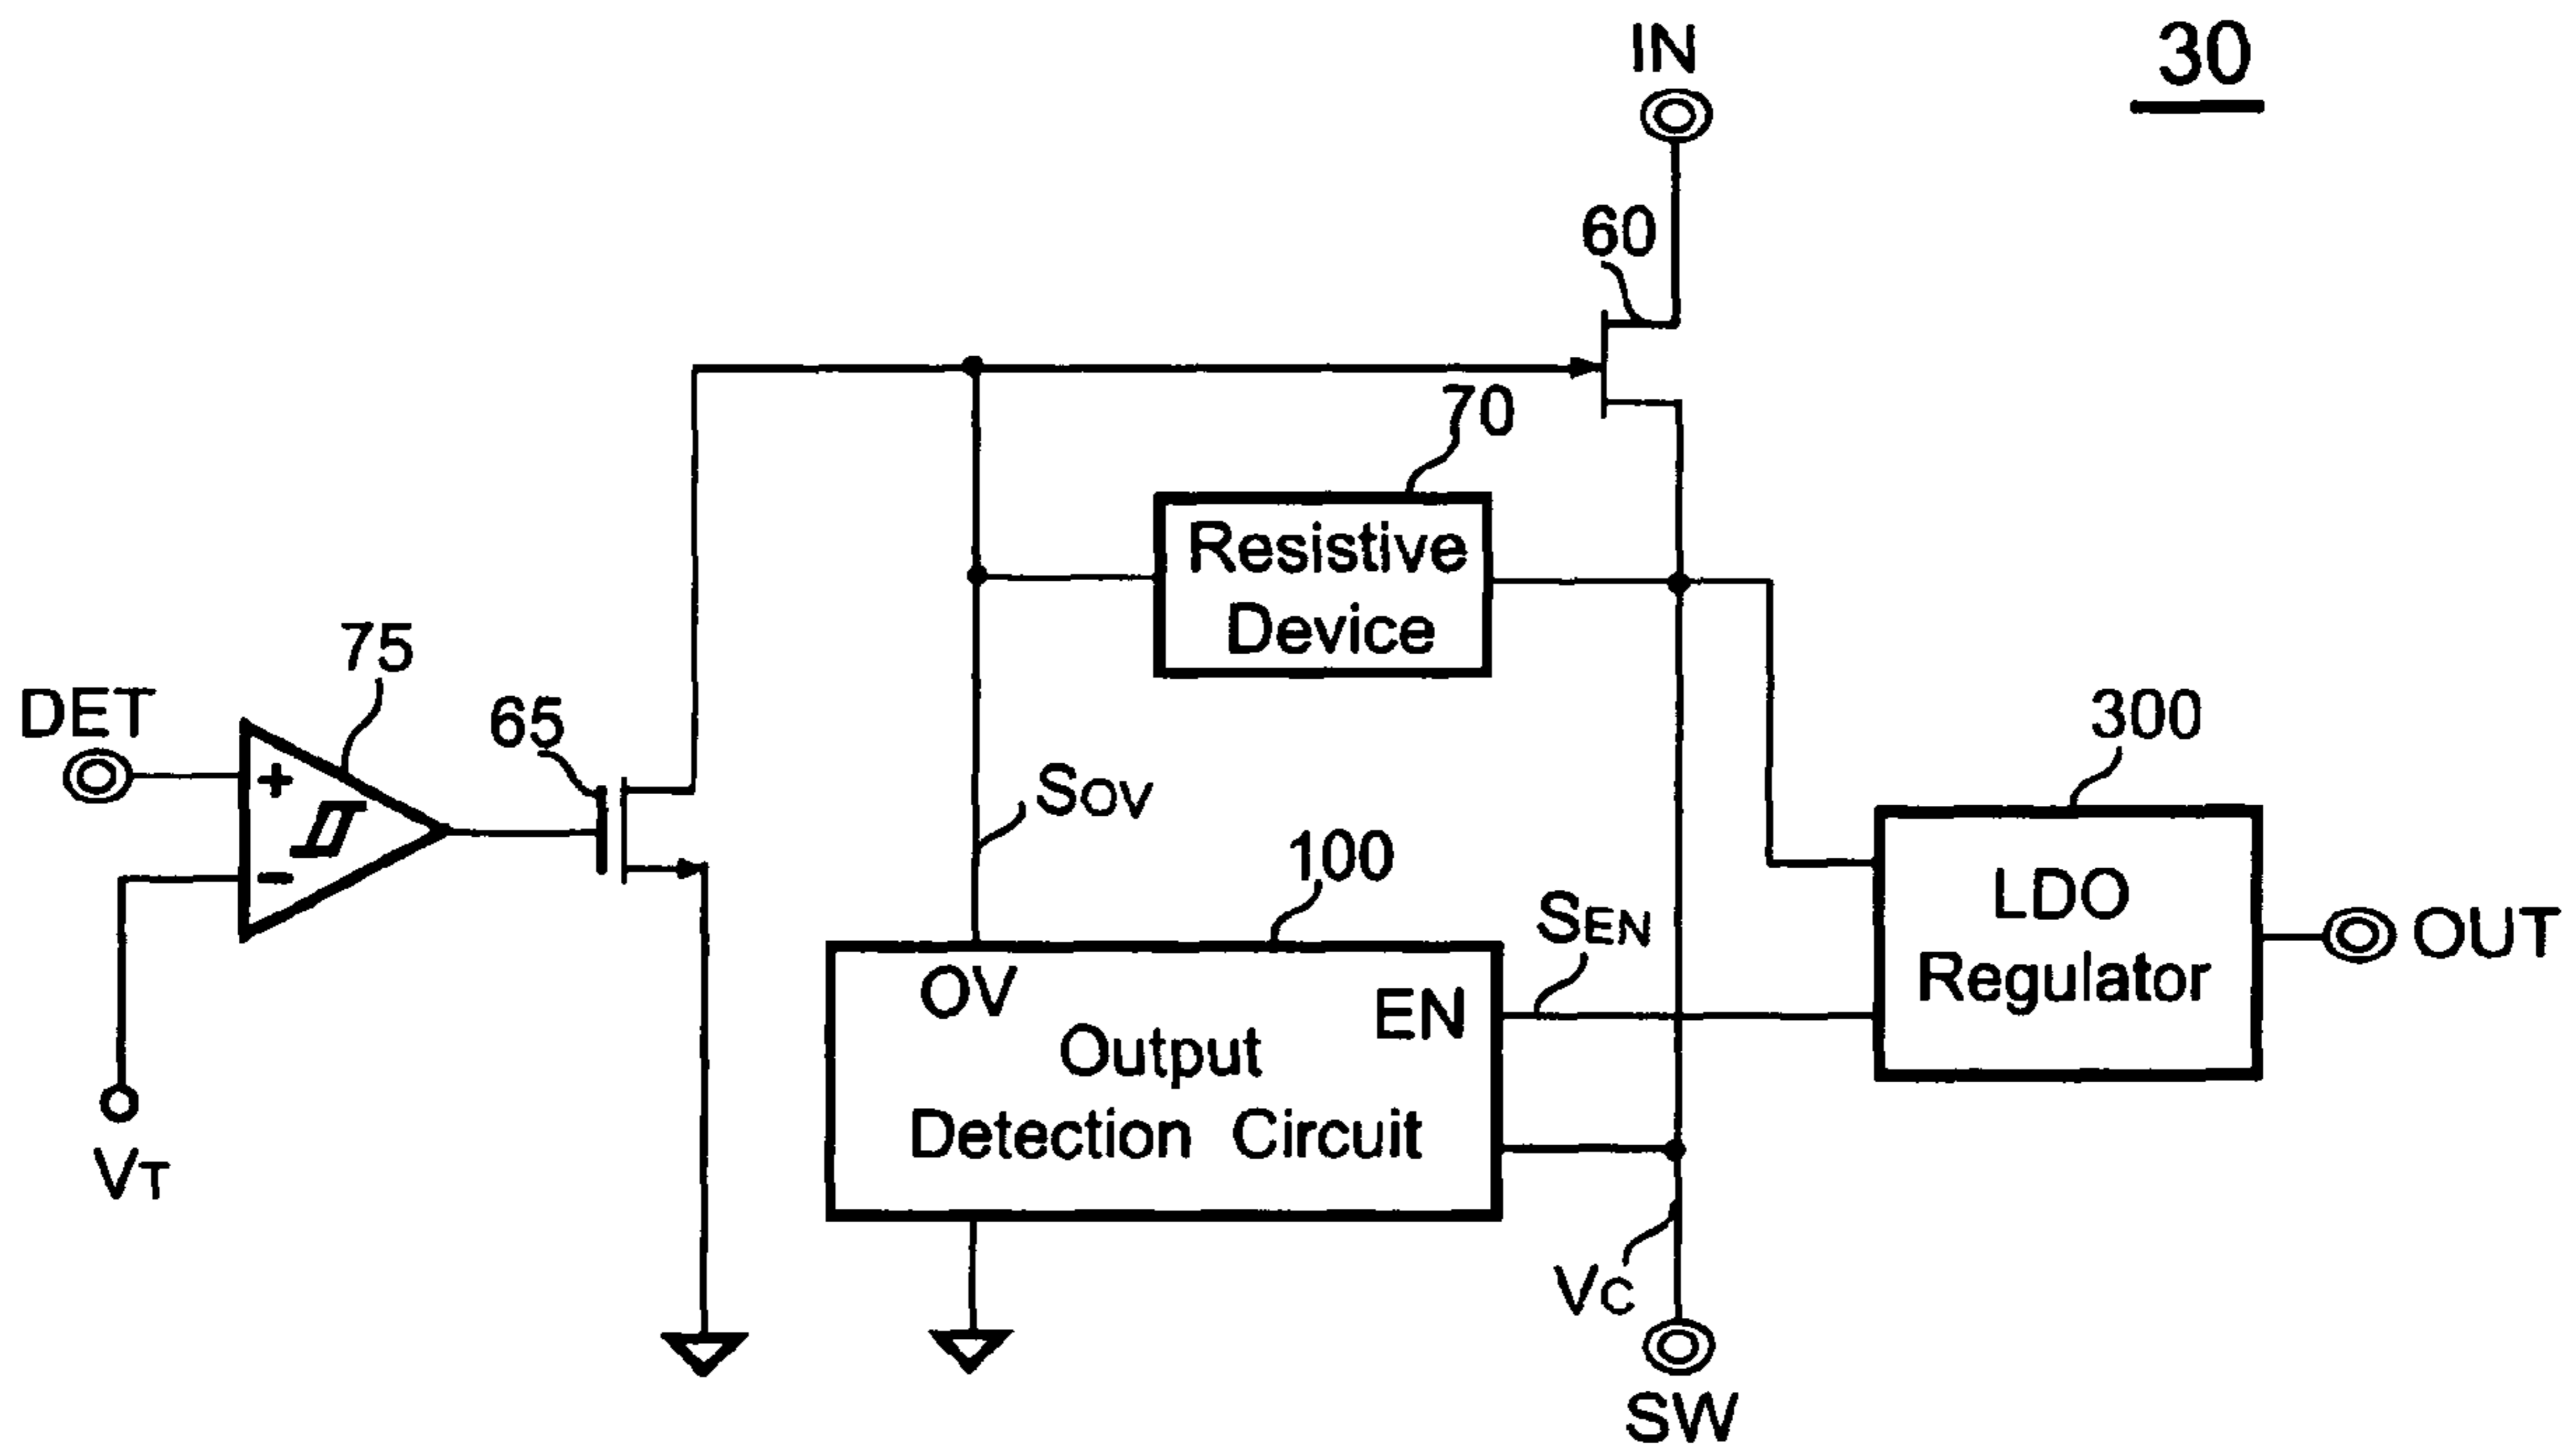 IN
30
60
70
Resistive
Device
75
DET
65
+
-
SOV
300
100
LDO
Regulator
OUT
SEN
OV
EN
Output
Detection Circuit
VT
VC
SW